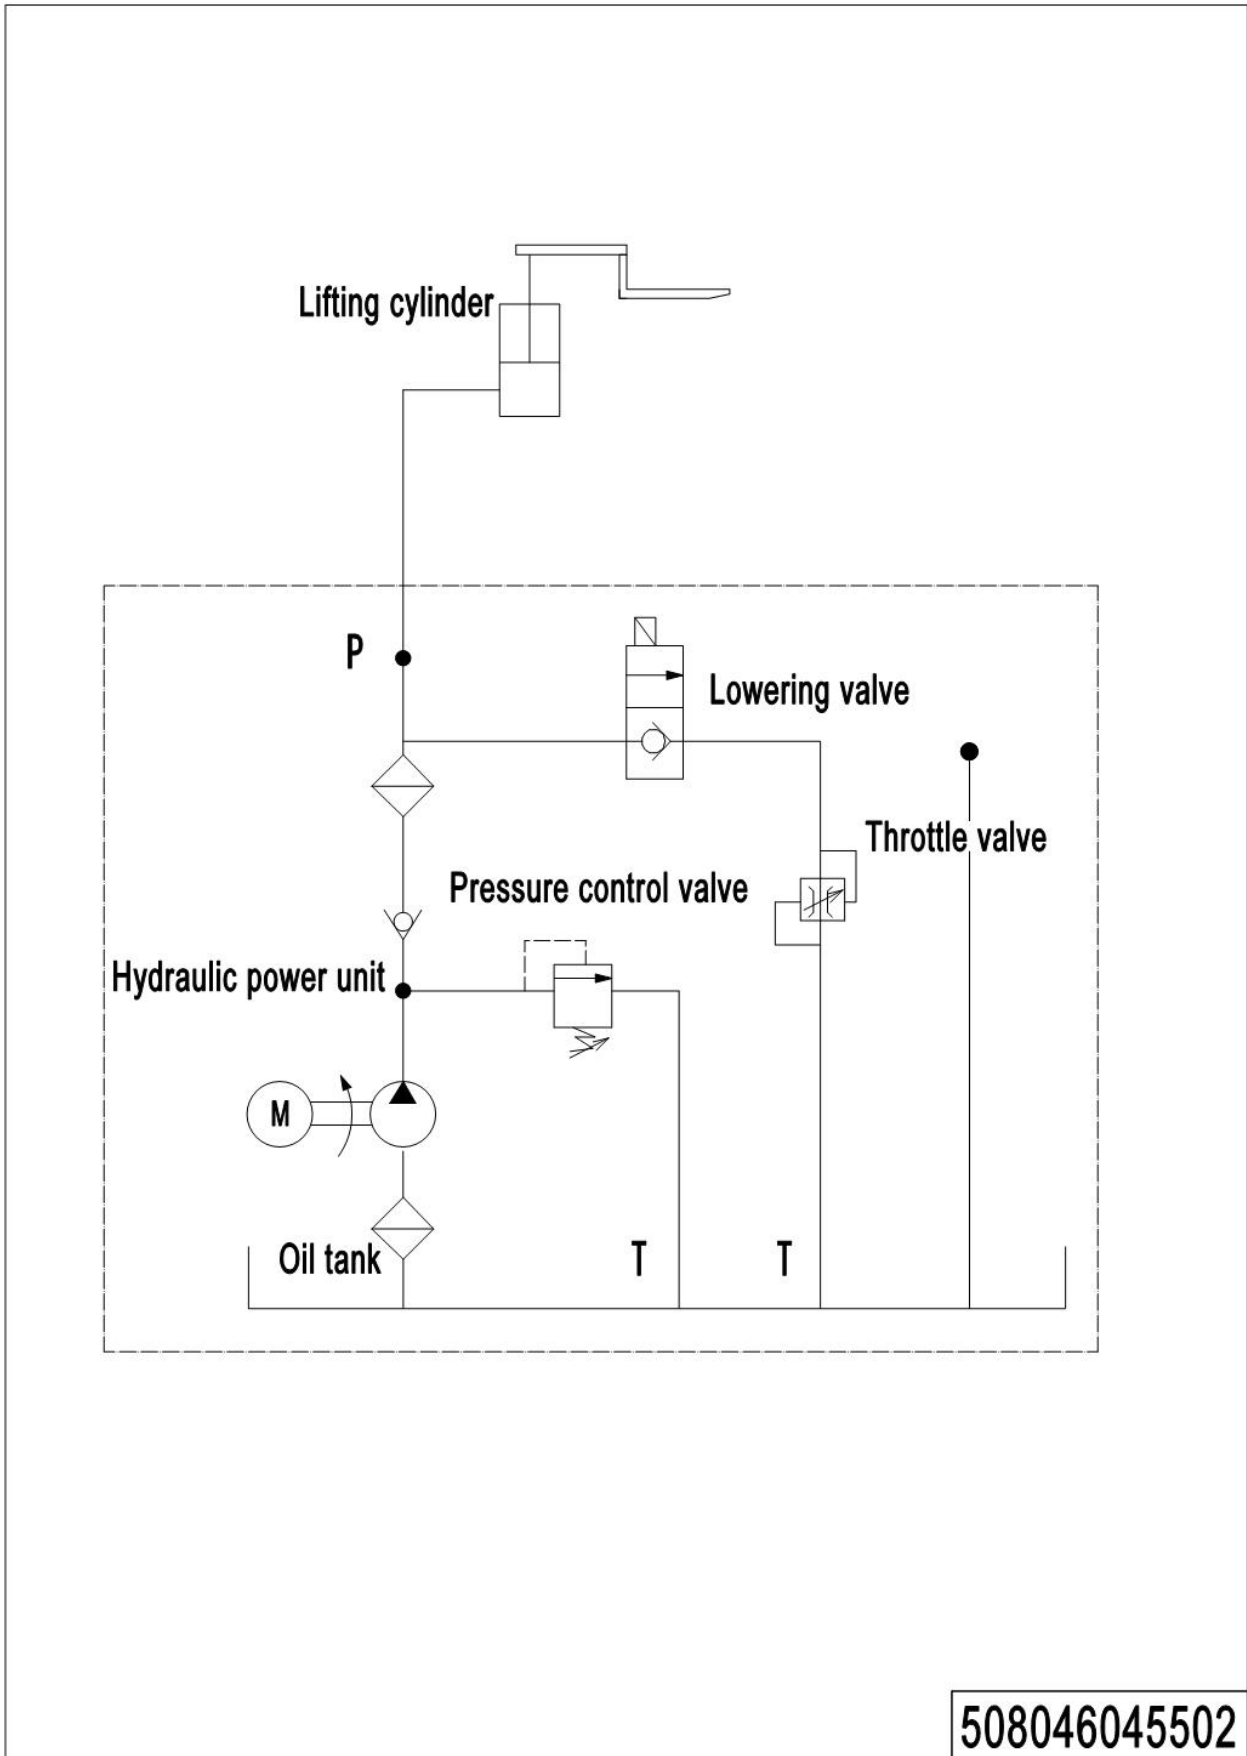 Lifting cylinder
P
Lowering valve
Throttle valve
Pressure control valve
Hydraulic power unit
M
Oil tank
T
T
508046045502